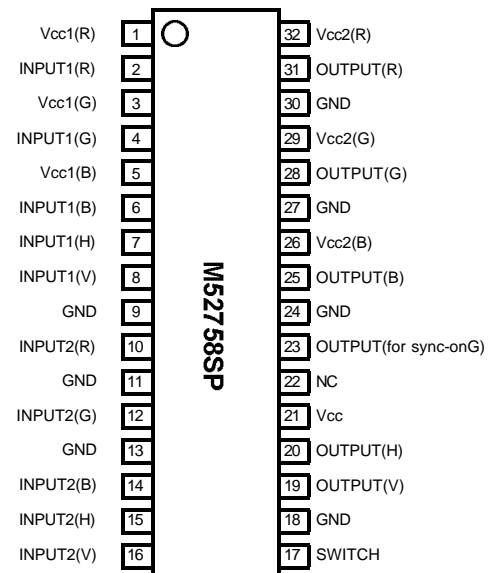 Vcc1(R) 1 32 Vcc2(R)
INPUT1(R) 2 31 OUTPUT(R)
Vcc1(G) 3 30 GND
INPUT1(G) 4 29 Vcc2(G)
Vcc1(B) 5 28 OUTPUT(G)
INPUT1(B) 6 27 GND
INPUT1(H) 7 26 Vcc2(B)
INPUT1(V) 8 25 OUTPUT(B)
GND 9 24 GND
INPUT2(R) 10 23 OUTPUT(for sync-onG)
GND 11 22 NC
INPUT2(G) 12 21 Vcc
GND 13 20 OUTPUT(H)
INPUT2(B) 14 19 OUTPUT(V)
INPUT2(H) 15 18 GND
INPUT2(V) 16 17 SWITCH
M52758SP